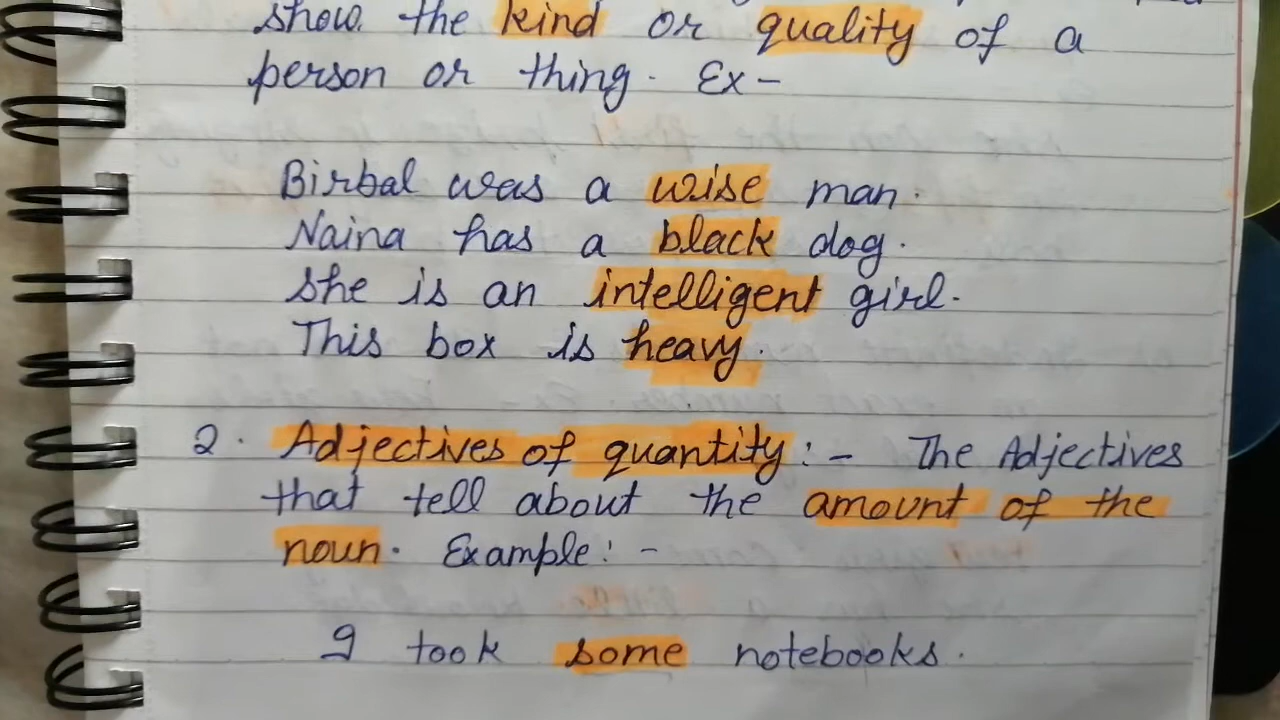 show the kind or quality of a
person or thing. Ex-
Birbal was a wise man.
Naina has a black dog.
She is an intelligent girl.
This box is heavy.
2. Adjectives of quantity :- The Adjectives
that tell about the amount of the
noun. Example :-
I took some notebooks.